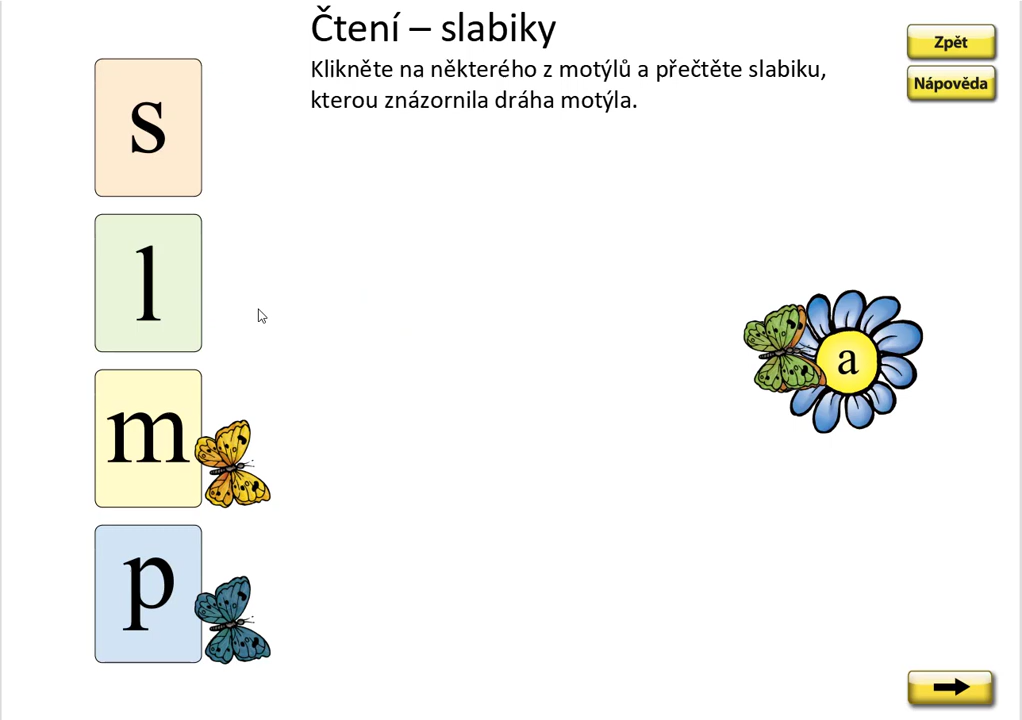 Čtení – slabiky
Klikněte na některého z motýlů a přečtěte slabiku,
kterou znázornila dráha motýla.
Zpět
Nápověda
s
l
m
p
a